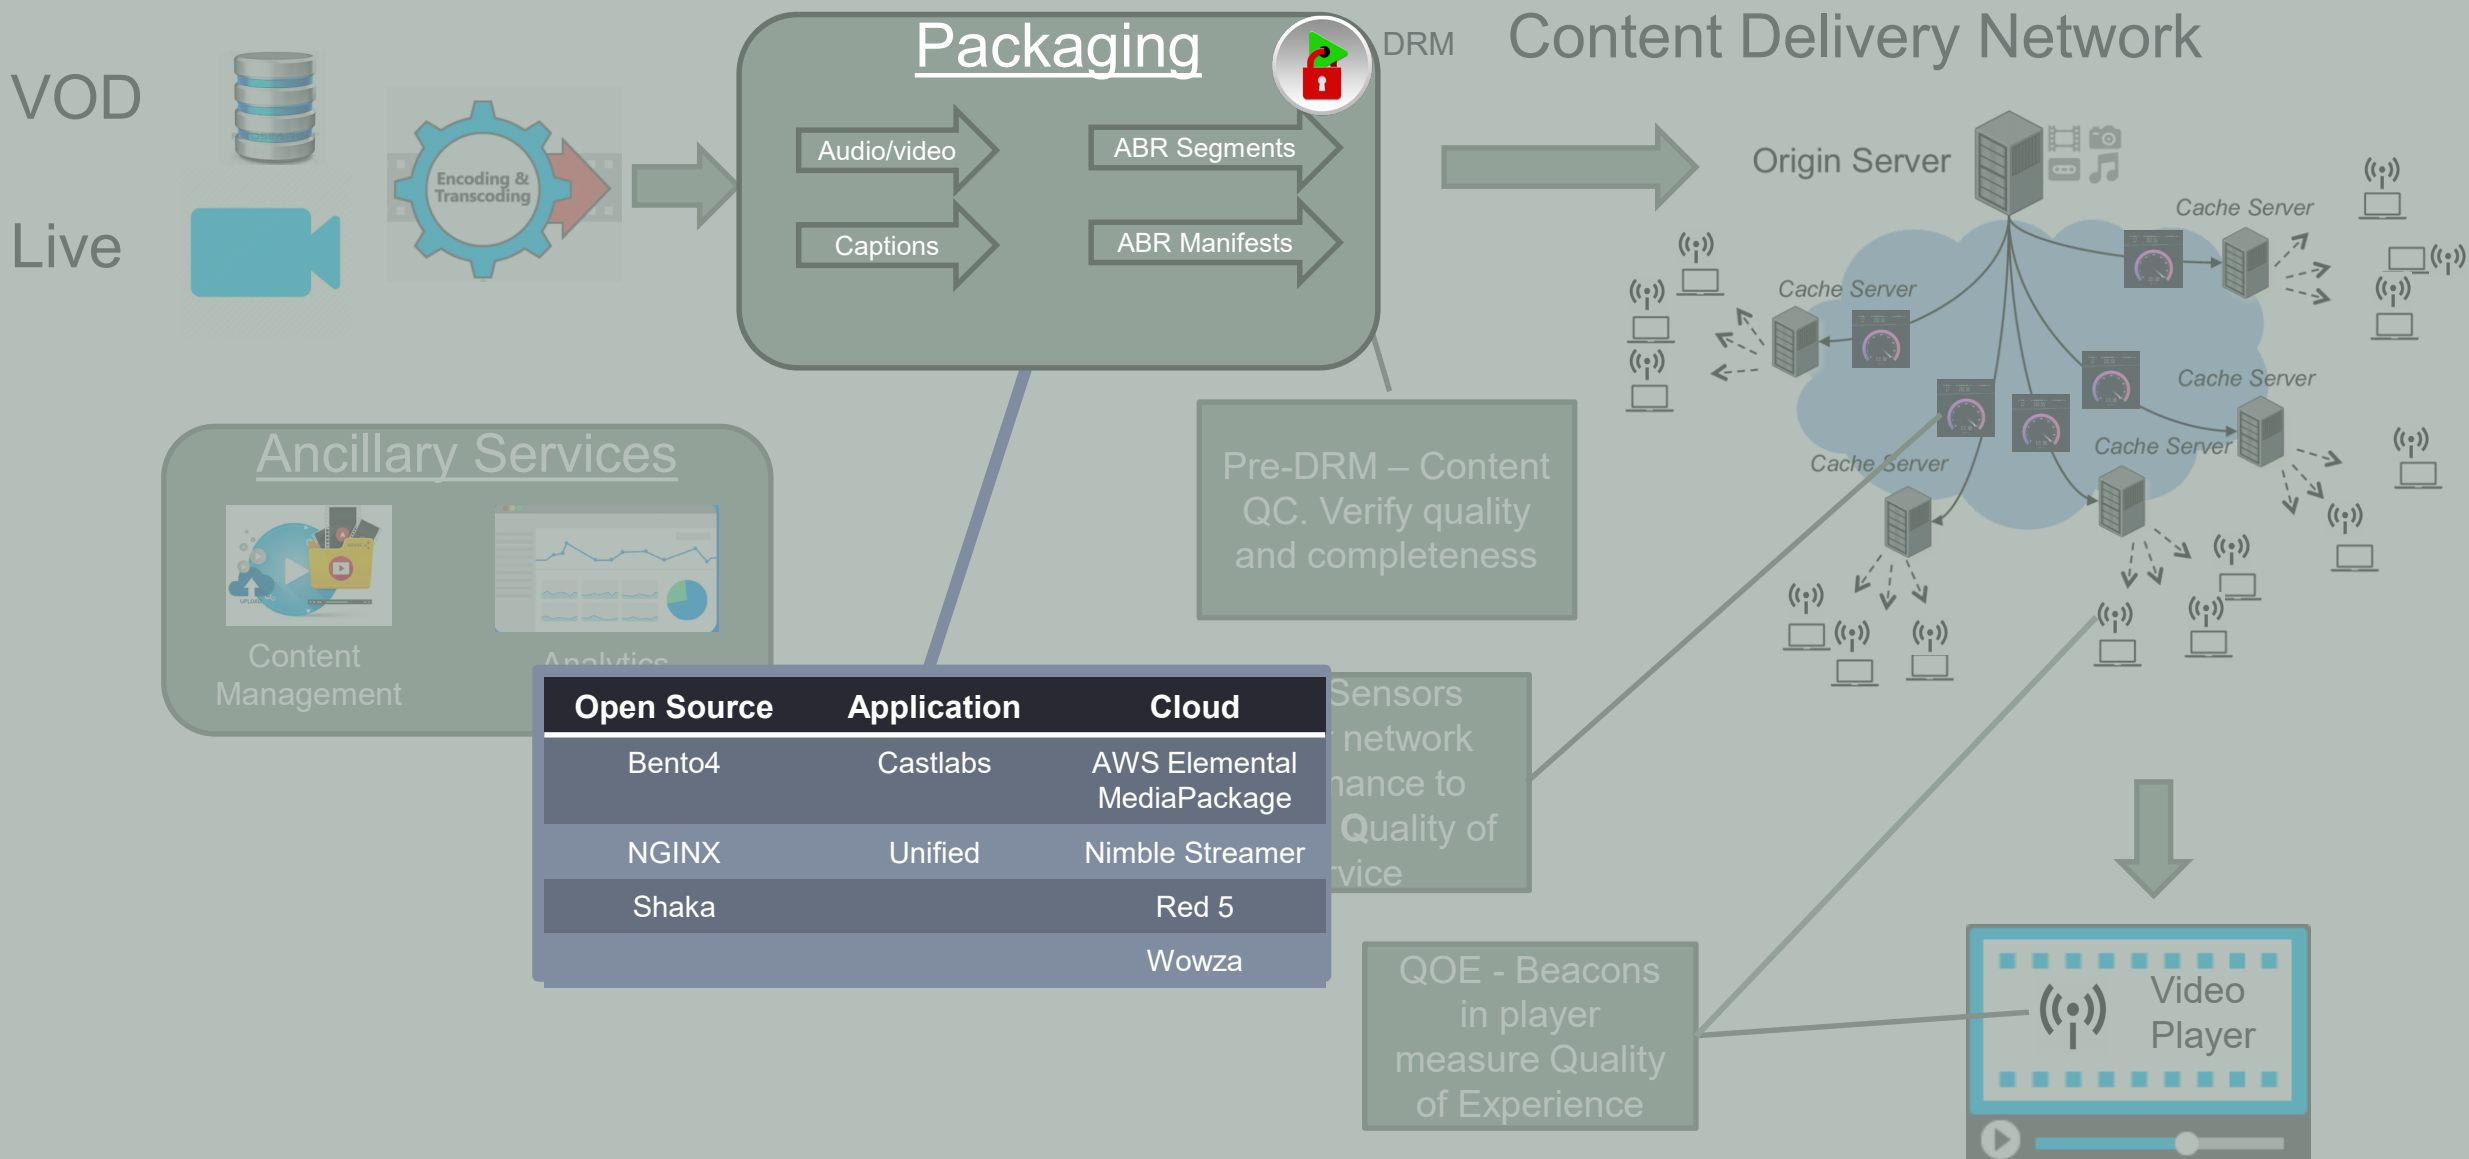 VOD
Live
Encoding &
Transcoding
Packaging
Audio/video
Captions
ABR Segments
ABR Manifests
DRM
Content Delivery Network
Origin Server
Cache Server
Cache Server
Cache Server
Cache Server
Cache Server
Ancillary Services
UPLOAD
Content
Management
Analytics
Pre-DRM – Content
QC. Verify quality
and completeness
Open Source Application Cloud
Bento4 Castlabs AWS Elemental
MediaPackage
NGINX Unified Nimble Streamer
Shaka Red 5
Wowza
Sensors
network
to
Quality of
QOE - Beacons
in player
measure Quality
of Experience
Video
Player